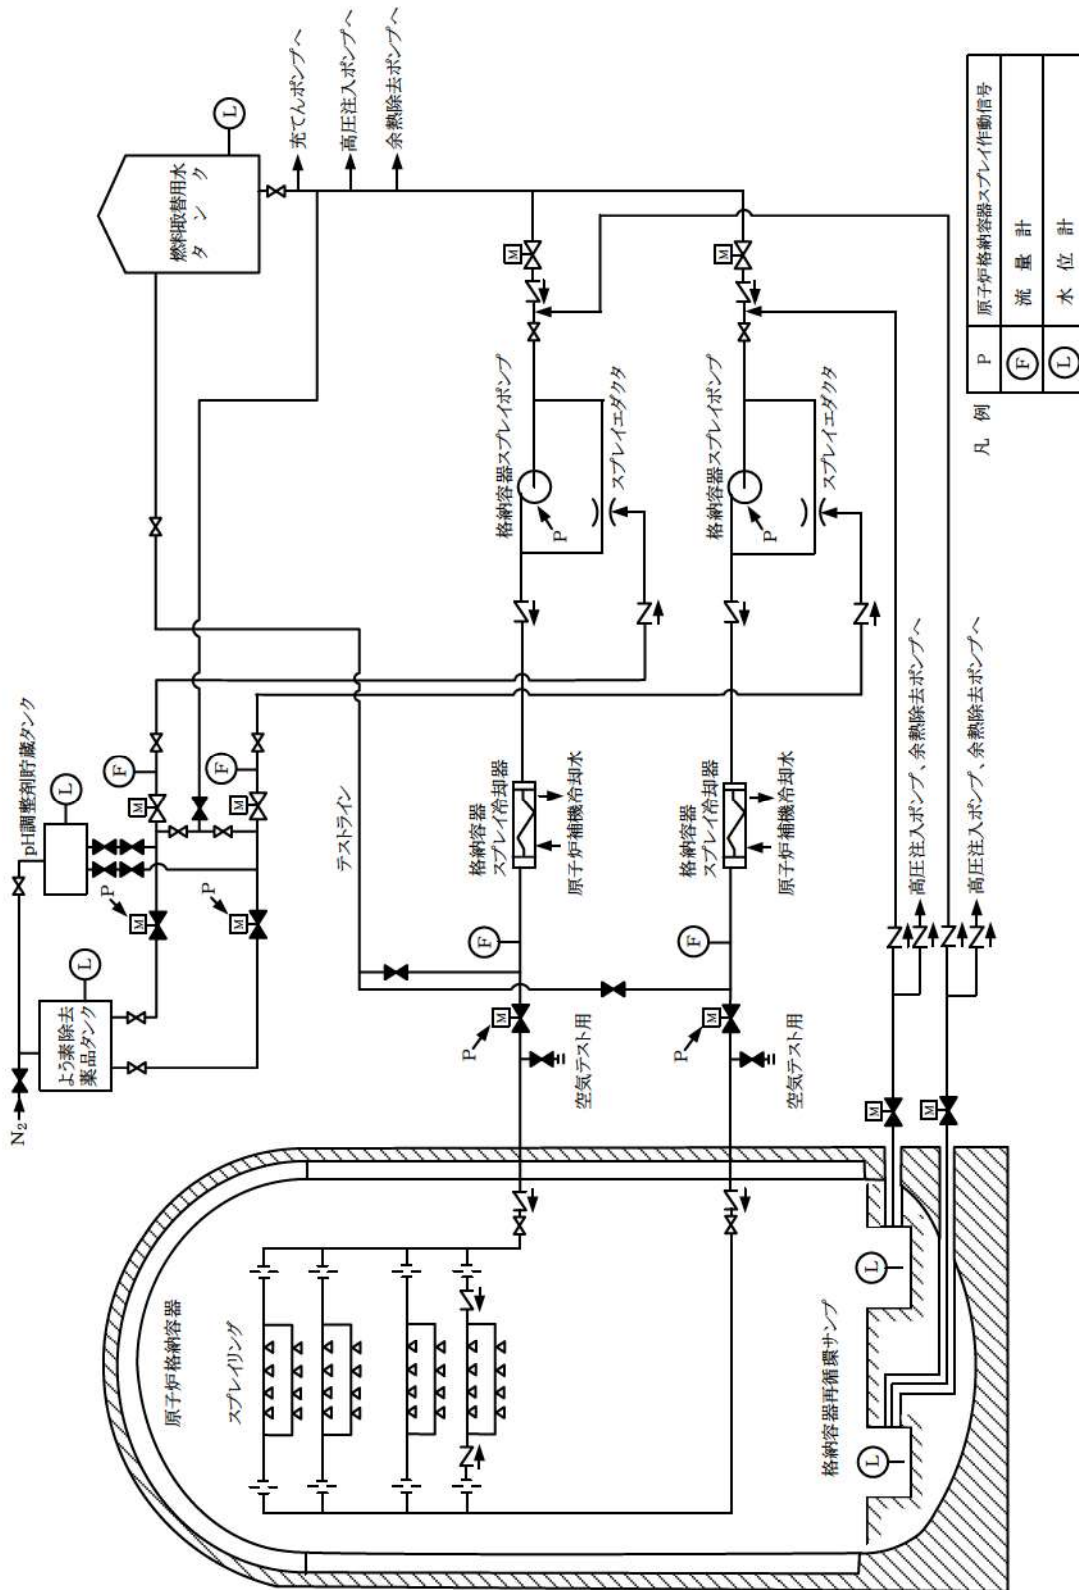 N₂
よう素除去
薬品タンク
L
pH調整剤貯蔵タンク
L
P
M
P
M
M
F
M
F
燃料取替用水
タンク
L
充てんポンプへ
高圧注入ポンプへ
余熱除去ポンプへ
テストライン
原子炉格納容器
スプレイリング
P
M
空気テスト用
F
格納容器
スプレイ冷却器
原子炉補機冷却水
格納容器スプレイポンプ
P
スプレイエダクタ
M
P
M
空気テスト用
F
格納容器
スプレイ冷却器
原子炉補機冷却水
格納容器スプレイポンプ
P
スプレイエダクタ
M
格納容器再循環サンプ
L
L
M
M
高圧注入ポンプ、余熱除去ポンプへ
高圧注入ポンプ、余熱除去ポンプへ
凡例
P 原子炉格納容器スプレイ作動信号
F 流量計
L 水位計